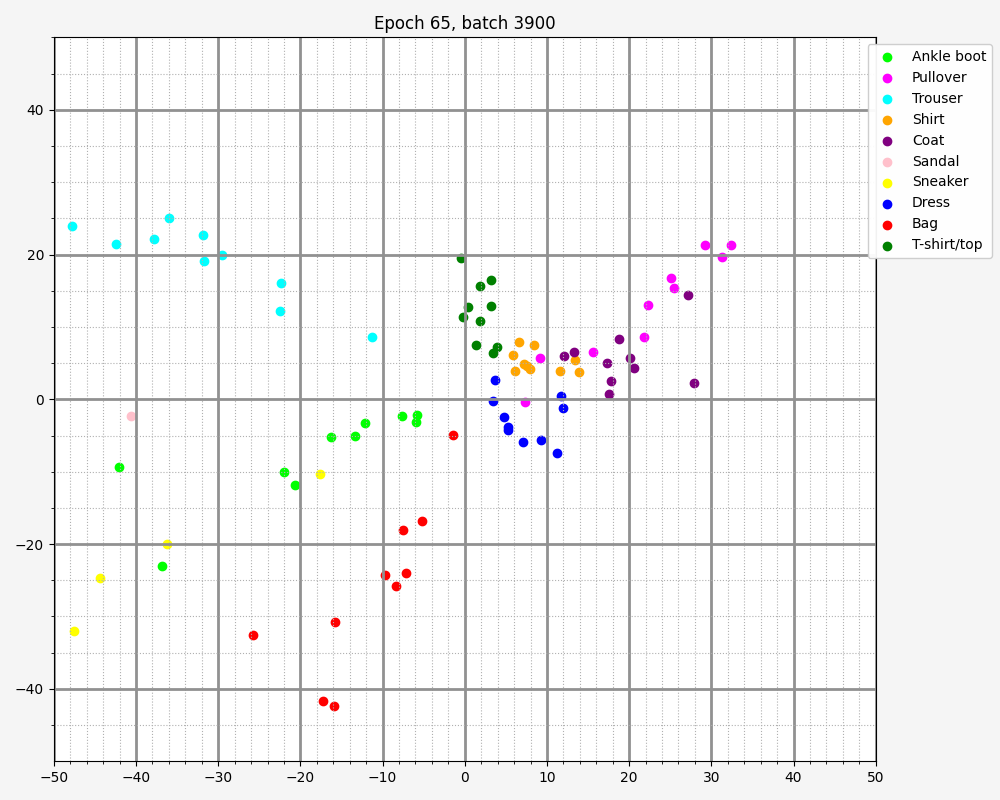 Epoch 65, batch 3900
Ankle boot
Pullover
Trouser
Shirt
Coat
Sandal
Sneaker
Dress
Bag
T-shirt/top
40
20
0
−20
−40
−50 −40 −30 −20 −10 0 10 20 30 40 50